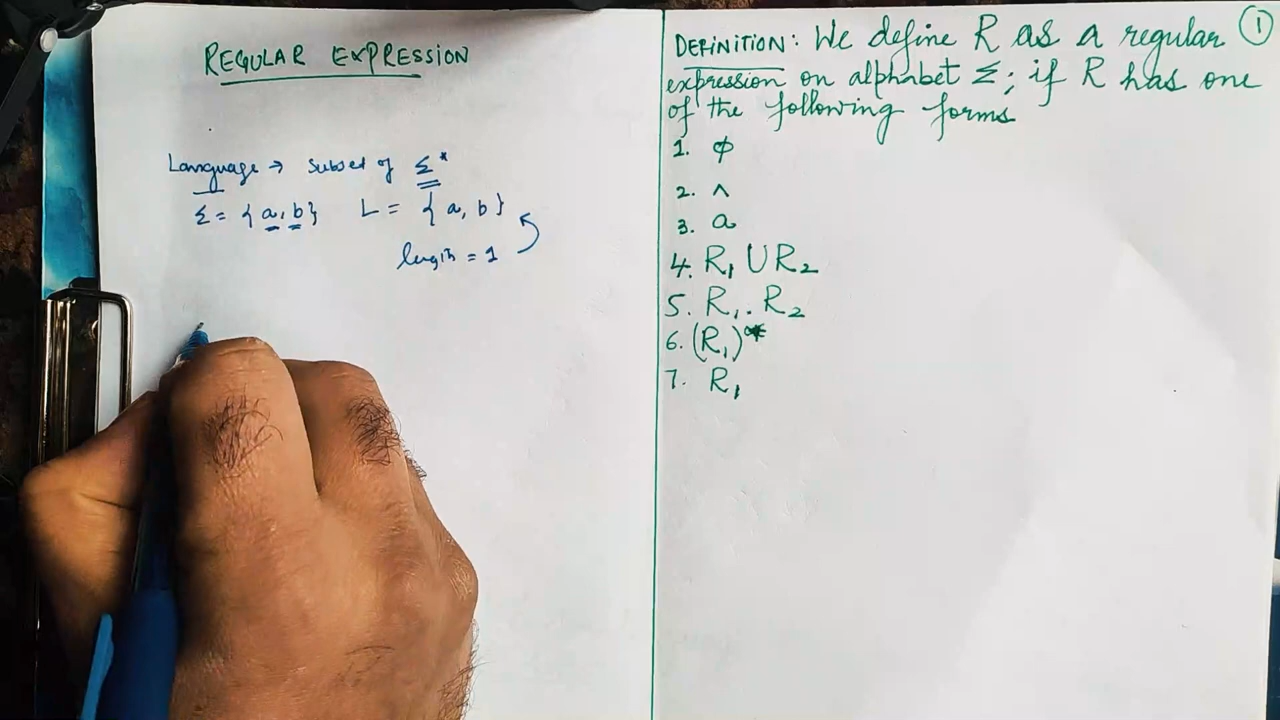 REGULAR EXPRESSION
Language → subset of Σ*
Σ = {a, b} L = {a, b}
length = 1
DEFINITION: We define R as a regular ①
expression on alphabet Σ; if R has one
of the following forms
1. φ
2. ^
3. a
4. R₁ ∪ R₂
5. R₁ . R₂
6. (R₁)*
7. R₁